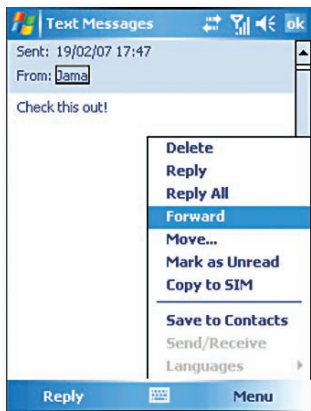 Text Messages ok
Sent: 19/02/07 17:47
From: Jama
Check this out!
Delete
Reply
Reply All
Forward
Move...
Mark as Unread
Copy to SIM
Save to Contacts
Send/Receive
Languages
Reply Menu